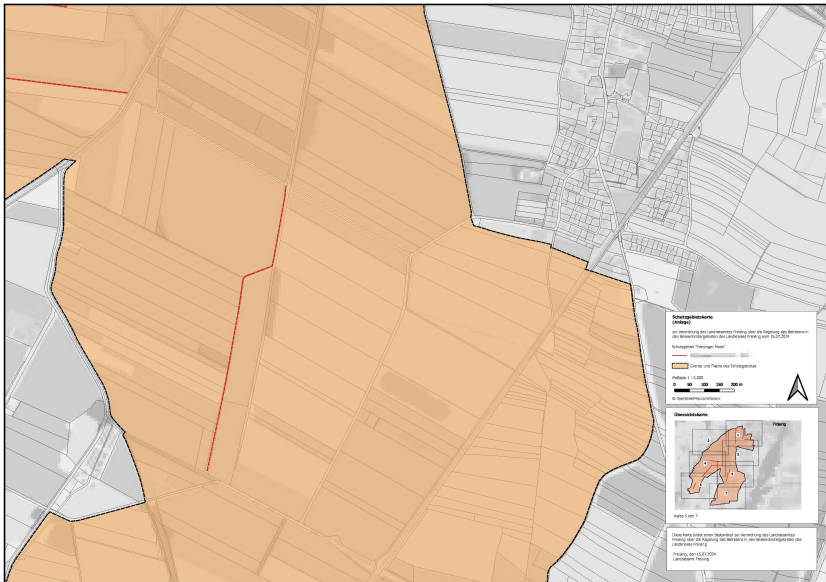 Schutzgebietskarte
(Anlage)
zur Verordnung des Landratsamtes Freising über die Regelung des Betretens in
den Wiesenbrütergebieten des Landkreises Freising vom 15.07.2024
Schutzgebiet "Freisinger Moos"
Grenze und Fläche des Schutzgebietes
Maßstab 1 : 5.000
0 50 100 150 200 m
© OpenStreetMap contributors
Übersichtskarte
Freising
Karte 5 von 7
Diese Karte bildet einen Bestandteil zur Verordnung des Landratsamtes
Freising über die Regelung des Betretens in den Wiesenbrütergebieten des
Landkreises Freising.
Freising, den 15.07.2024
Landratsamt Freising